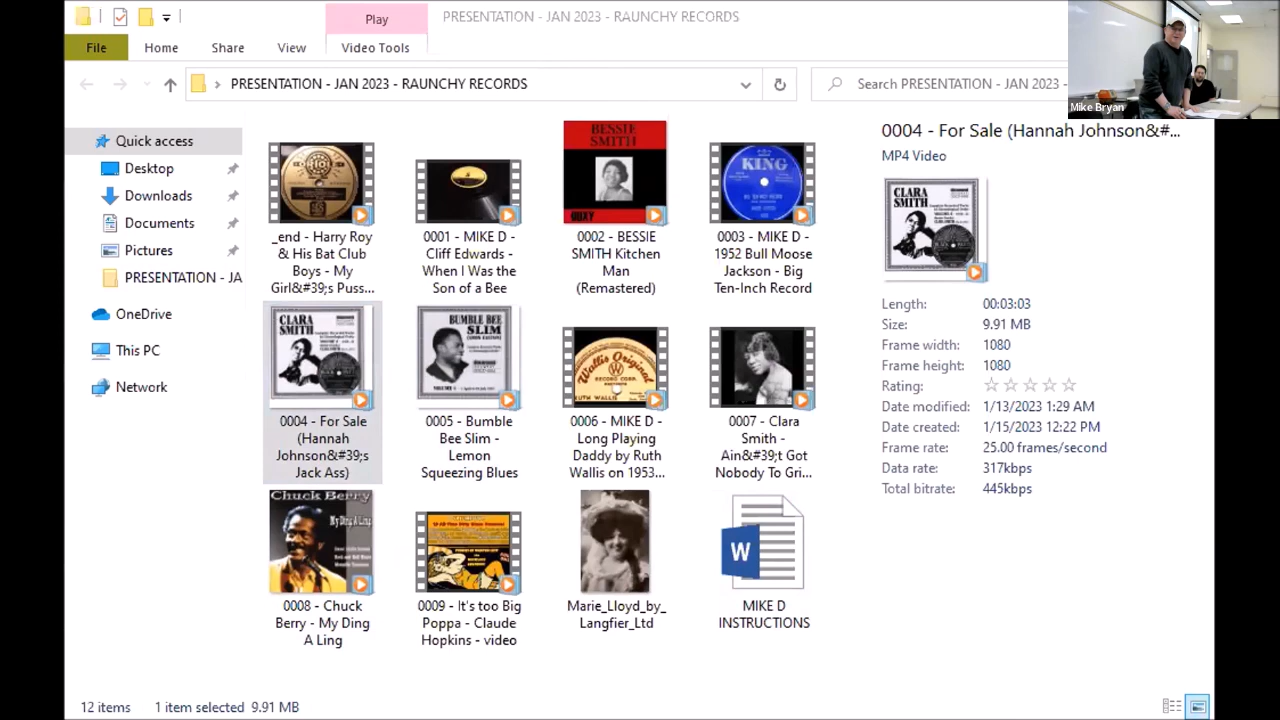 Play
PRESENTATION - JAN 2023 - RAUNCHY RECORDS
File
Home
Share
View
Video Tools
PRESENTATION - JAN 2023 - RAUNCHY RECORDS
Search PRESENTATION - JAN 2023 -
Mike Bryan
Quick access
Desktop
Downloads
Documents
Pictures
PRESENTATION - JA
OneDrive
This PC
Network
BESSIE
SMITH
KING
_end - Harry Roy
& His Bat Club
Boys - My
Girl&#39;s Puss...
0001 - MIKE D -
Cliff Edwards -
When I Was the
Son of a Bee
0002 - BESSIE
SMITH Kitchen
Man
(Remastered)
0003 - MIKE D -
1952 Bull Moose
Jackson - Big
Ten-Inch Record
CLARA
SMITH
BUMBLE BEE
SLIM
Wallis Original
RECORD CORP.
RUTH WALLIS
0004 - For Sale
(Hannah
Johnson&#39;s
Jack Ass)
0005 - Bumble
Bee Slim -
Lemon
Squeezing Blues
0006 - MIKE D -
Long Playing
Daddy by Ruth
Wallis on 1953...
0007 - Clara
Smith -
Ain&#39;t Got
Nobody To Gri...
Chuck Berry
My Ding A Ling
W
0008 - Chuck
Berry - My Ding
A Ling
0009 - It's too Big
Poppa - Claude
Hopkins - video
Marie_Lloyd_by_
Langfier_Ltd
MIKE D
INSTRUCTIONS
0004 - For Sale (Hannah Johnson&#...
MP4 Video
CLARA
SMITH
Length: 00:03:03
Size: 9.91 MB
Frame width: 1080
Frame height: 1080
Rating:
Date modified: 1/13/2023 1:29 AM
Date created: 1/15/2023 12:22 PM
Frame rate: 25.00 frames/second
Data rate: 317kbps
Total bitrate: 445kbps
12 items 1 item selected 9.91 MB